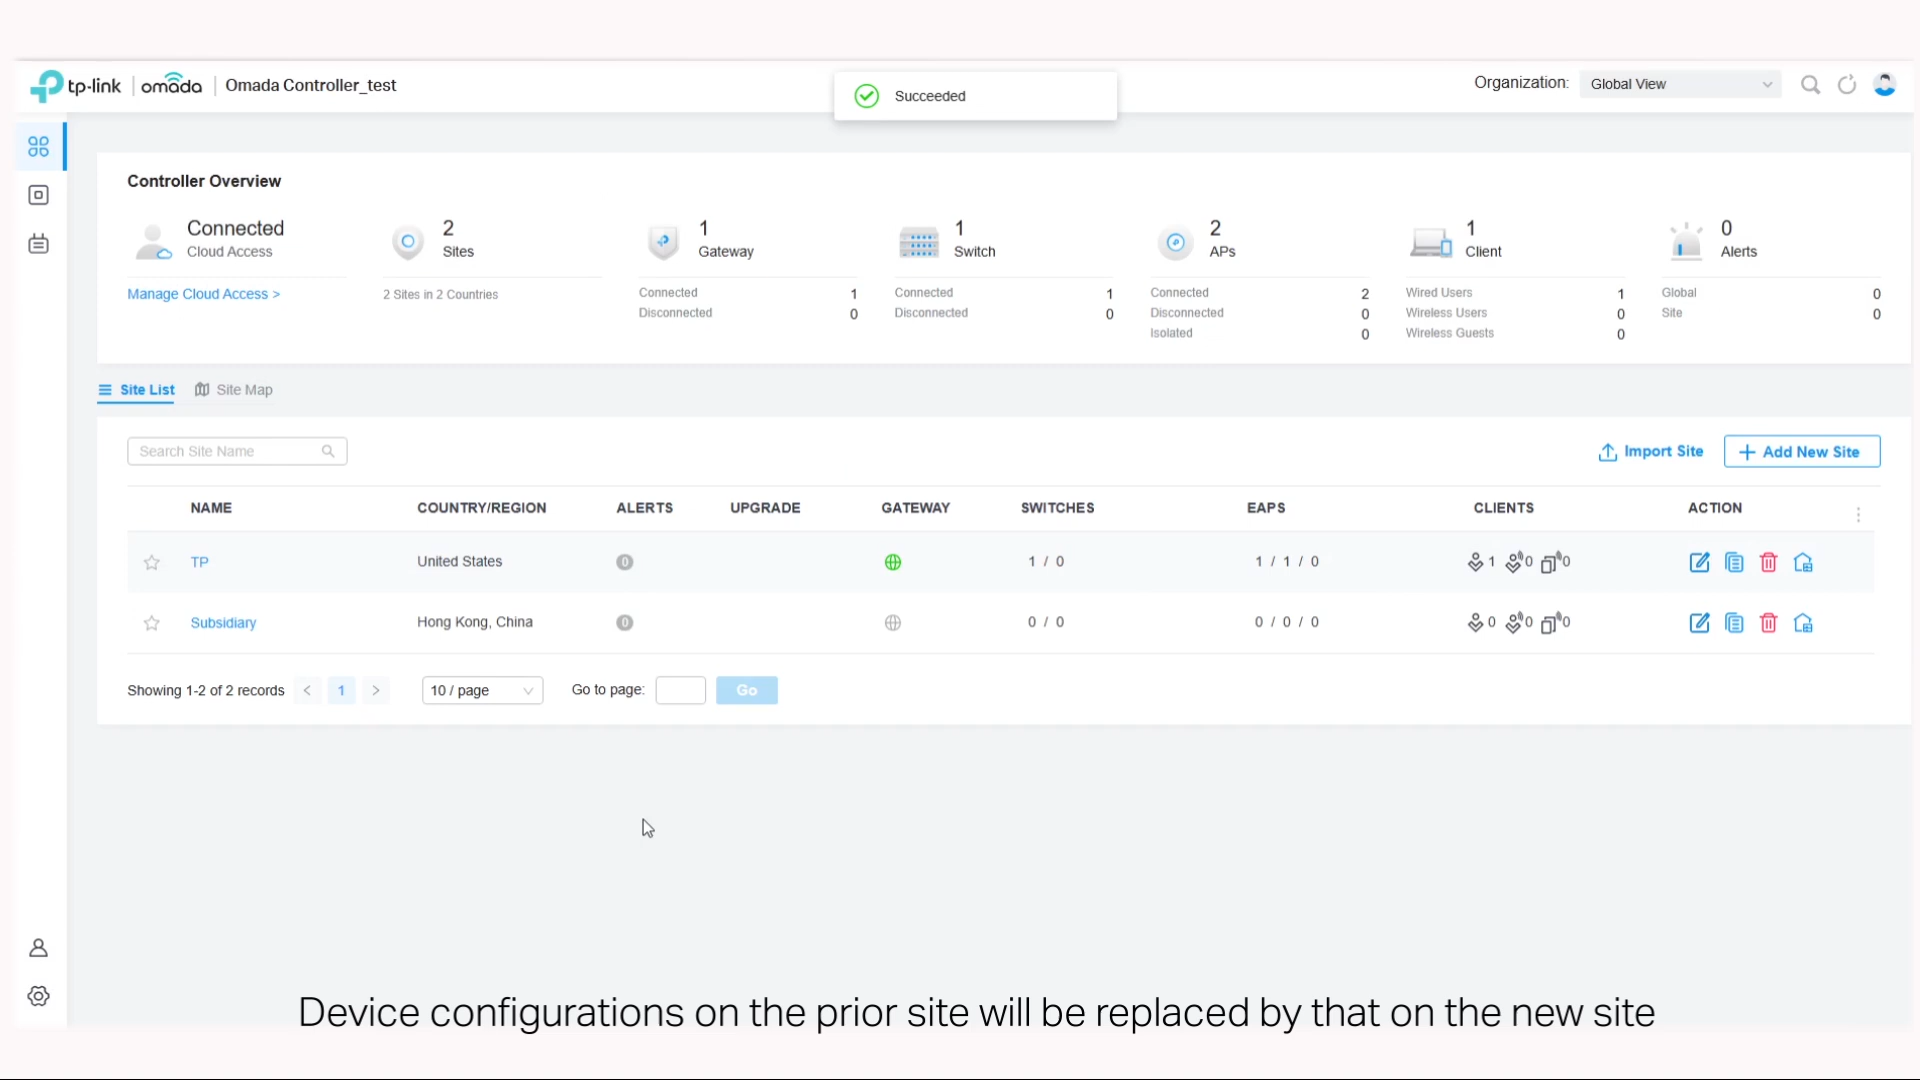 tp-link | omada | Omada Controller_test
Succeeded
Organization: Global View
Controller Overview
Connected
Cloud Access
Manage Cloud Access >
2
Sites
2 Sites in 2 Countries
1
Gateway
Connected 1
Disconnected 0
1
Switch
Connected 1
Disconnected 0
2
APs
Connected 2
Disconnected 0
Isolated 0
1
Client
Wired Users 1
Wireless Users 0
Wireless Guests 0
0
Alerts
Global 0
Site 0
Site List Site Map
Search Site Name Import Site Add New Site
NAME COUNTRY/REGION ALERTS UPGRADE GATEWAY SWITCHES EAPS CLIENTS ACTION
TP United States 0 1 / 0 1 / 1 / 0 1 0 0
Subsidiary Hong Kong, China 0 0 / 0 0 / 0 / 0 0 0 0
Showing 1-2 of 2 records < 1 > 10 / page Go to page: Go
Device configurations on the prior site will be replaced by that on the new site